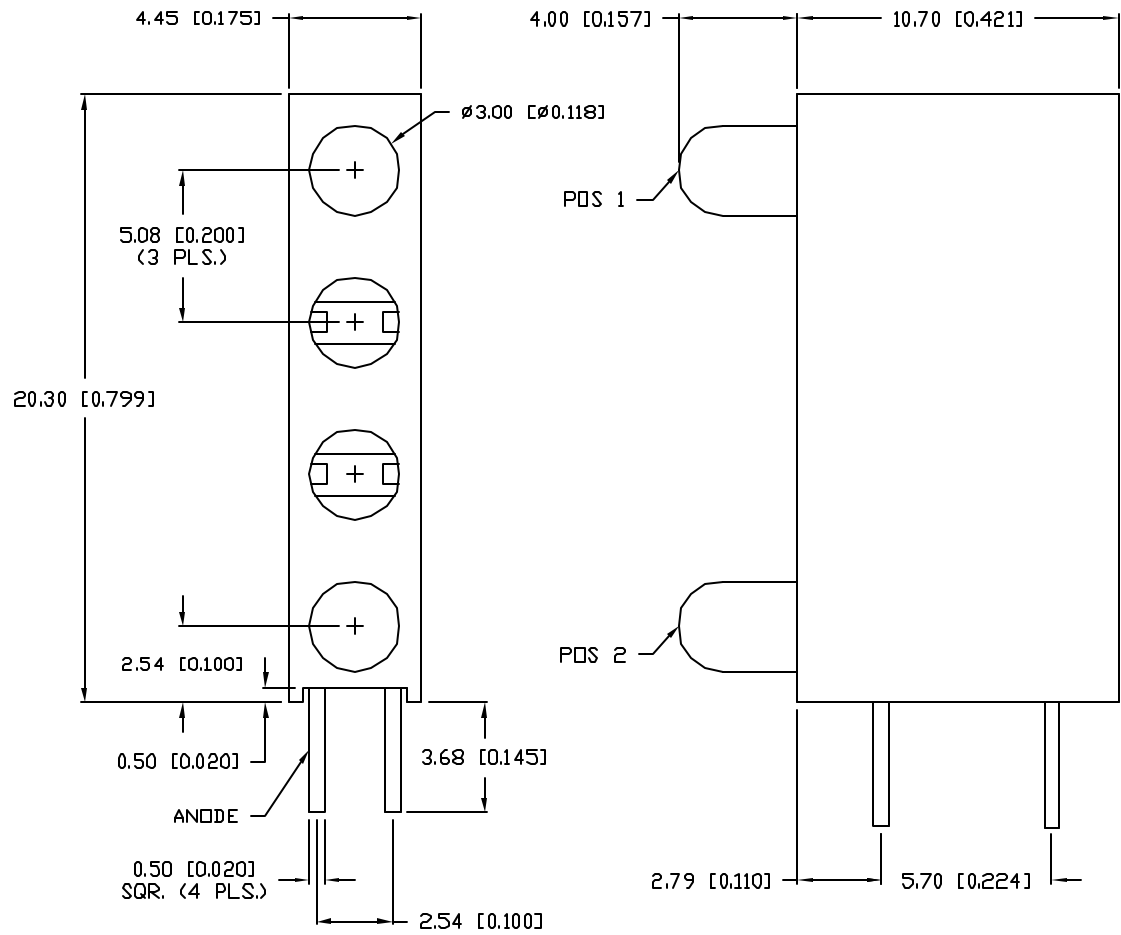 4.45 [0.175]
4.00 [0.157]
10.70 [0.421]
ø3.00 [ø0.118]
POS 1
5.08 [0.200]
(3 PLS.)
20.30 [0.799]
POS 2
2.54 [0.100]
0.50 [0.020]
3.68 [0.145]
ANODE
0.50 [0.020]
SQR. (4 PLS.)
2.79 [0.110]
5.70 [0.224]
2.54 [0.100]